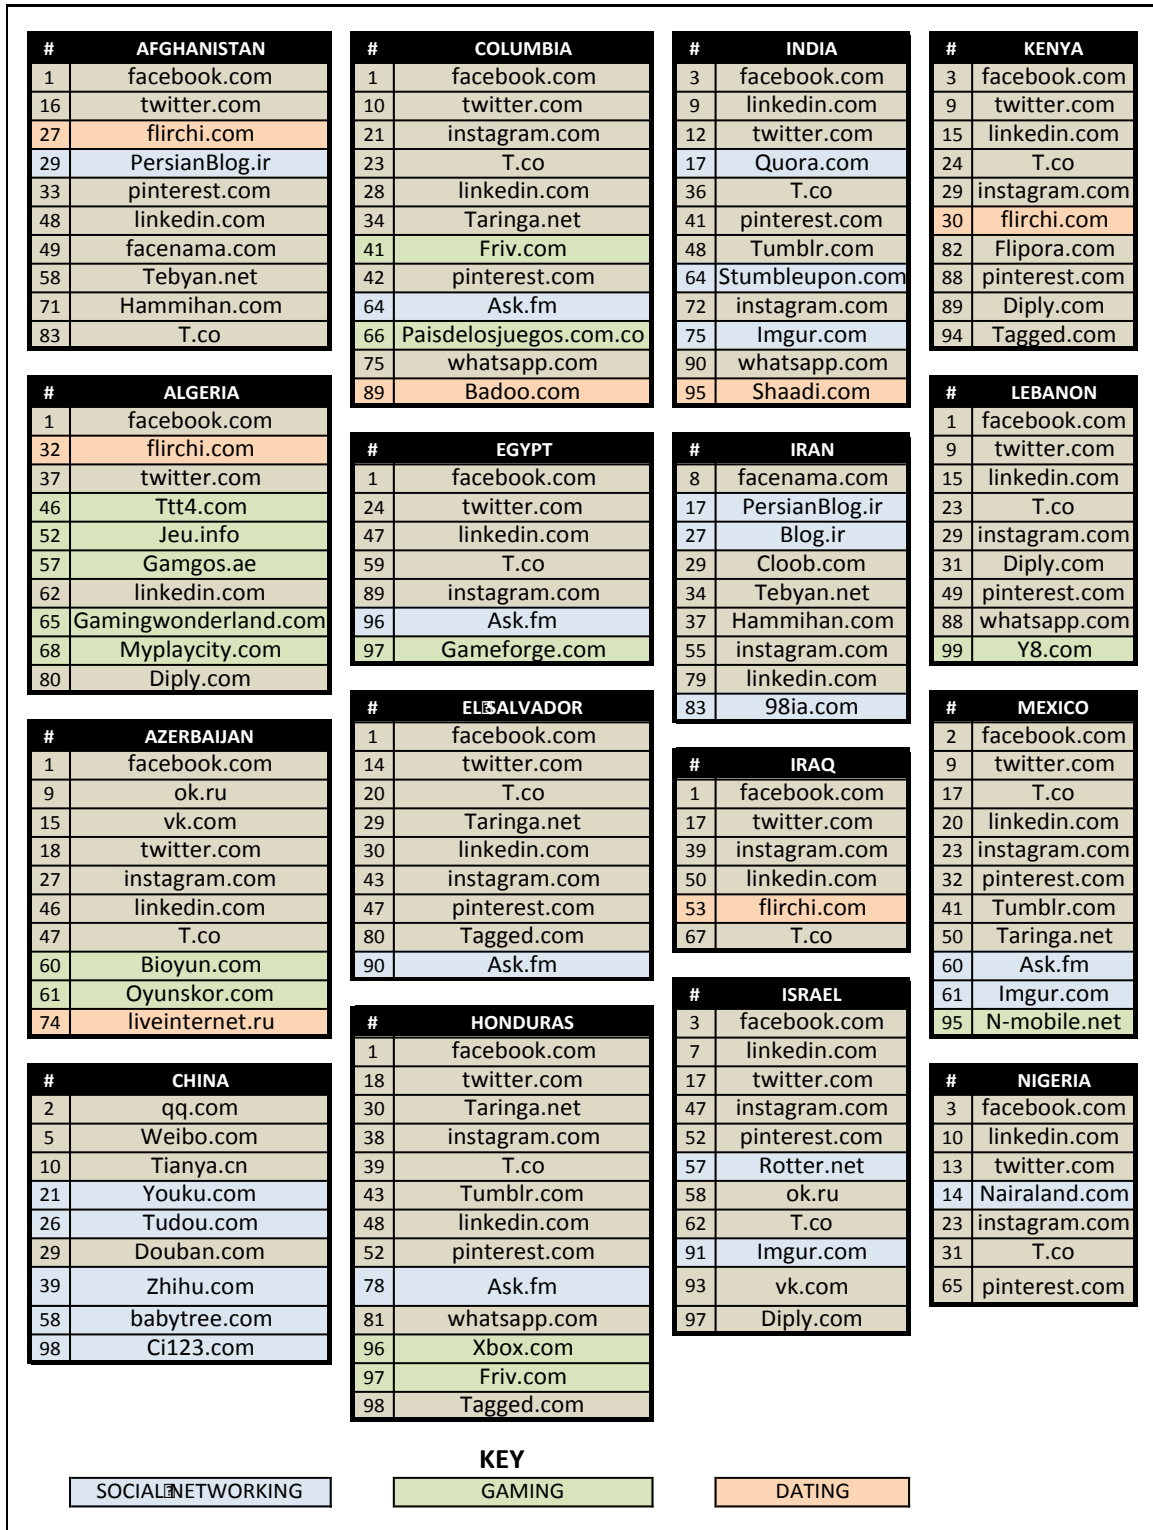 # AFGHANISTAN
1 facebook.com
16 twitter.com
27 flirchi.com
29 PersianBlog.ir
33 pinterest.com
48 linkedin.com
49 facenama.com
58 Tebyan.net
71 Hammihan.com
83 T.co
# ALGERIA
1 facebook.com
32 flirchi.com
37 twitter.com
46 Ttt4.com
52 Jeu.info
57 Gamgos.ae
62 linkedin.com
65 Gamingwonderland.com
68 Myplaycity.com
80 Diply.com
# AZERBAIJAN
1 facebook.com
9 ok.ru
15 vk.com
18 twitter.com
27 instagram.com
46 linkedin.com
47 T.co
60 Bioyun.com
61 Oyunskor.com
74 liveinternet.ru
# CHINA
2 qq.com
5 Weibo.com
10 Tianya.cn
21 Youku.com
26 Tudou.com
29 Douban.com
39 Zhihu.com
58 babytree.com
98 Ci123.com
# COLUMBIA
1 facebook.com
10 twitter.com
21 instagram.com
23 T.co
28 linkedin.com
34 Taringa.net
41 Friv.com
42 pinterest.com
64 Ask.fm
66 Paisdelosjuegos.com.co
75 whatsapp.com
89 Badoo.com
# EGYPT
1 facebook.com
24 twitter.com
47 linkedin.com
59 T.co
89 instagram.com
96 Ask.fm
97 Gameforge.com
# EL SALVADOR
1 facebook.com
14 twitter.com
20 T.co
29 Taringa.net
30 linkedin.com
43 instagram.com
47 pinterest.com
80 Tagged.com
90 Ask.fm
# HONDURAS
1 facebook.com
18 twitter.com
30 Taringa.net
38 instagram.com
39 T.co
43 Tumblr.com
48 linkedin.com
52 pinterest.com
78 Ask.fm
81 whatsapp.com
96 Xbox.com
97 Friv.com
98 Tagged.com
# INDIA
3 facebook.com
9 linkedin.com
12 twitter.com
17 Quora.com
36 T.co
41 pinterest.com
48 Tumblr.com
64 Stumbleupon.com
72 instagram.com
75 Imgur.com
90 whatsapp.com
95 Shaadi.com
# IRAN
8 facenama.com
17 PersianBlog.ir
27 Blog.ir
29 Cloob.com
34 Tebyan.net
37 Hammihan.com
55 instagram.com
79 linkedin.com
83 98ia.com
# IRAQ
1 facebook.com
17 twitter.com
39 instagram.com
50 linkedin.com
53 flirchi.com
67 T.co
# ISRAEL
3 facebook.com
7 linkedin.com
17 twitter.com
47 instagram.com
52 pinterest.com
57 Rotter.net
58 ok.ru
62 T.co
91 Imgur.com
93 vk.com
97 Diply.com
# KENYA
3 facebook.com
9 twitter.com
15 linkedin.com
24 T.co
29 instagram.com
30 flirchi.com
82 Flipora.com
88 pinterest.com
89 Diply.com
94 Tagged.com
# LEBANON
1 facebook.com
9 twitter.com
15 linkedin.com
23 T.co
29 instagram.com
31 Diply.com
49 pinterest.com
88 whatsapp.com
99 Y8.com
# MEXICO
2 facebook.com
9 twitter.com
17 T.co
20 linkedin.com
23 instagram.com
32 pinterest.com
41 Tumblr.com
50 Taringa.net
60 Ask.fm
61 Imgur.com
95 N-mobile.net
# NIGERIA
3 facebook.com
10 linkedin.com
13 twitter.com
14 Nairaland.com
23 instagram.com
31 T.co
65 pinterest.com
KEY
SOCIAL NETWORKING
GAMING
DATING